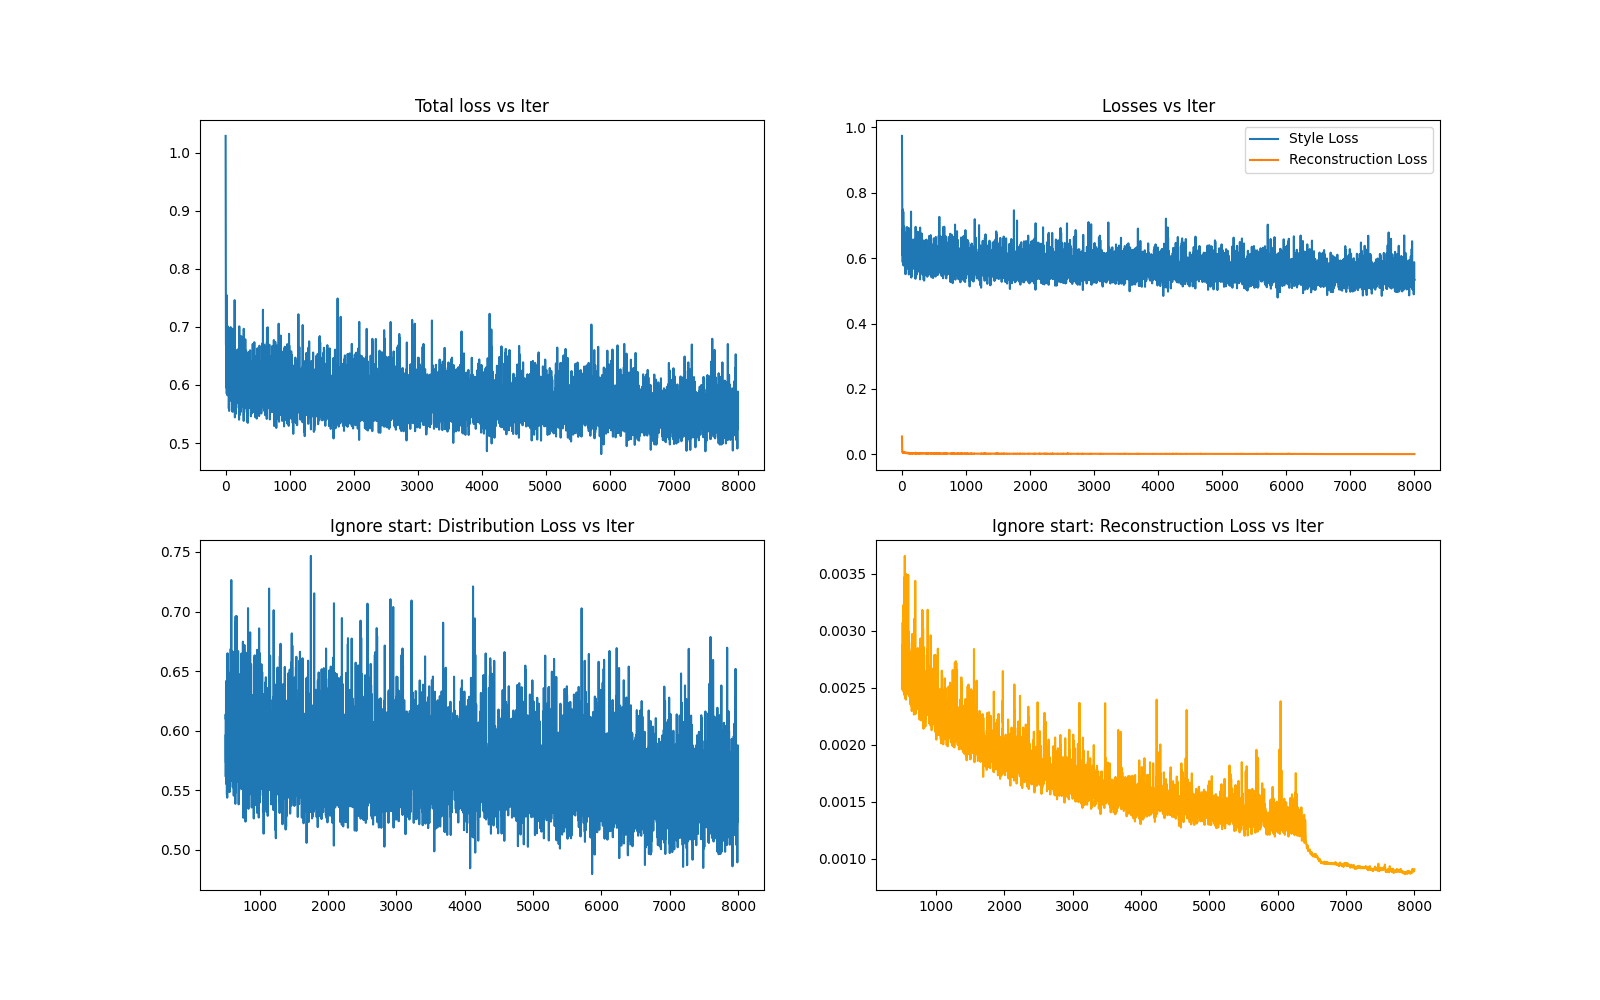 Total loss vs Iter
1.0
0.9
0.8
0.7
0.6
0.5
0 1000 2000 3000 4000 5000 6000 7000 8000
Losses vs Iter
Style Loss
Reconstruction Loss
1.0
0.8
0.6
0.4
0.2
0.0
0 1000 2000 3000 4000 5000 6000 7000 8000
Ignore start: Distribution Loss vs Iter
0.75
0.70
0.65
0.60
0.55
0.50
1000 2000 3000 4000 5000 6000 7000 8000
Ignore start: Reconstruction Loss vs Iter
0.0035
0.0030
0.0025
0.0020
0.0015
0.0010
1000 2000 3000 4000 5000 6000 7000 8000